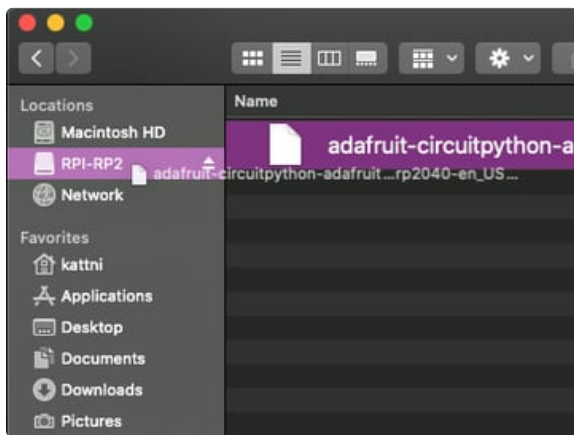 Locations
Name
Macintosh HD
adafruit-circuitpython-a
RPI-RP2
adafruit-circuitpython-adafruit...rp2040-en_US...
Network
Favorites
kattni
Applications
Desktop
Documents
Downloads
Pictures